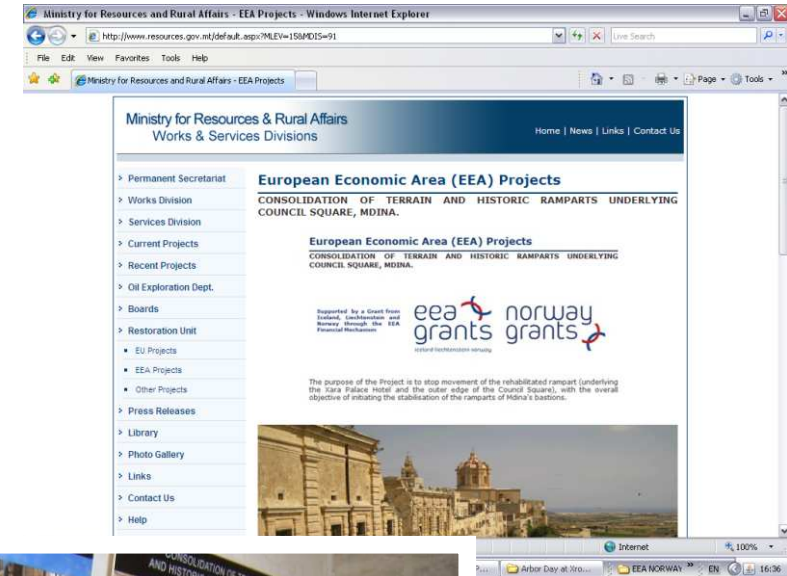 Ministry for Resources and Rural Affairs - EEA Projects - Windows Internet Explorer
http://www.resources.gov.mt/default.aspx?MLEV=15&MDIS=91
Live Search
File Edit View Favorites Tools Help
Ministry for Resources and Rural Affairs - EEA Projects
Page Tools
Ministry for Resources & Rural Affairs
Works & Services Divisions
Home | News | Links | Contact Us
Permanent Secretariat
Works Division
Services Division
Current Projects
Recent Projects
Oil Exploration Dept.
Boards
Restoration Unit
EU Projects
EEA Projects
Other Projects
Press Releases
Library
Photo Gallery
Links
Contact Us
Help
European Economic Area (EEA) Projects
CONSOLIDATION OF TERRAIN AND HISTORIC RAMPARTS UNDERLYING
COUNCIL SQUARE, MDINA.
European Economic Area (EEA) Projects
CONSOLIDATION OF TERRAIN AND HISTORIC RAMPARTS UNDERLYING
COUNCIL SQUARE, MDINA.
Supported by a Grant from
Iceland, Liechtenstein and
Norway through the EEA
Financial Mechanism
eea grants
iceland liechtenstein norway
norway grants
The purpose of the Project is to stop movement of the rehabilitated rampart (underlying
the Xara Palace Hotel and the outer edge of the Council Square), with the overall
objective of initiating the stabilisation of the ramparts of Mdina's bastions.
Internet 100%
Arbor Day at Xro... EEA NORWAY EN 16:36
CONSOLIDATION OF
AND